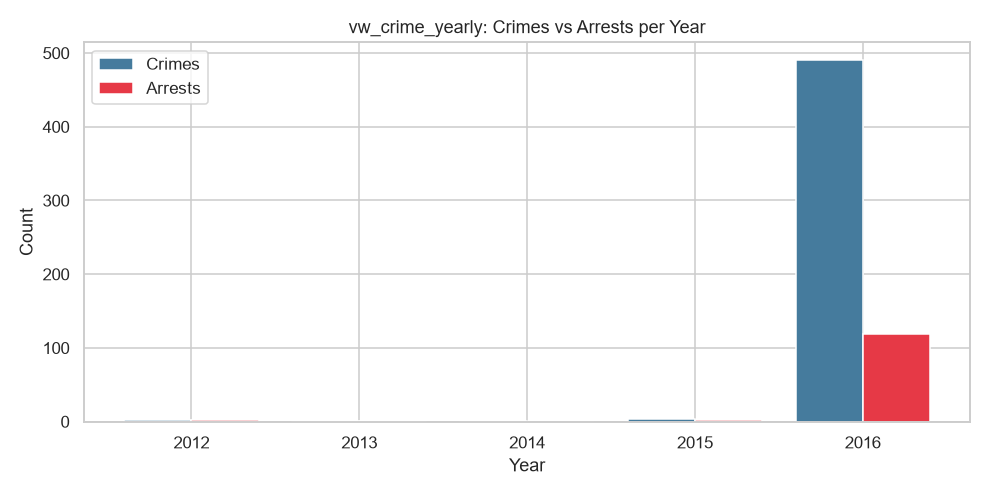 vw_crime_yearly: Crimes vs Arrests per Year
Crimes
Arrests
500
400
300
200
100
0
Count
2012 2013 2014 2015 2016
Year